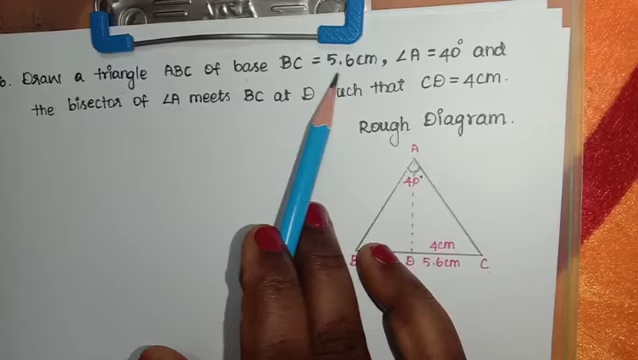 6. Draw a triangle ABC of base BC = 5.6cm, ∠A = 40° and
the bisector of ∠A meets BC at D such that CD = 4cm.
Rough Diagram.
A
40°
4cm
B D 5.6cm C